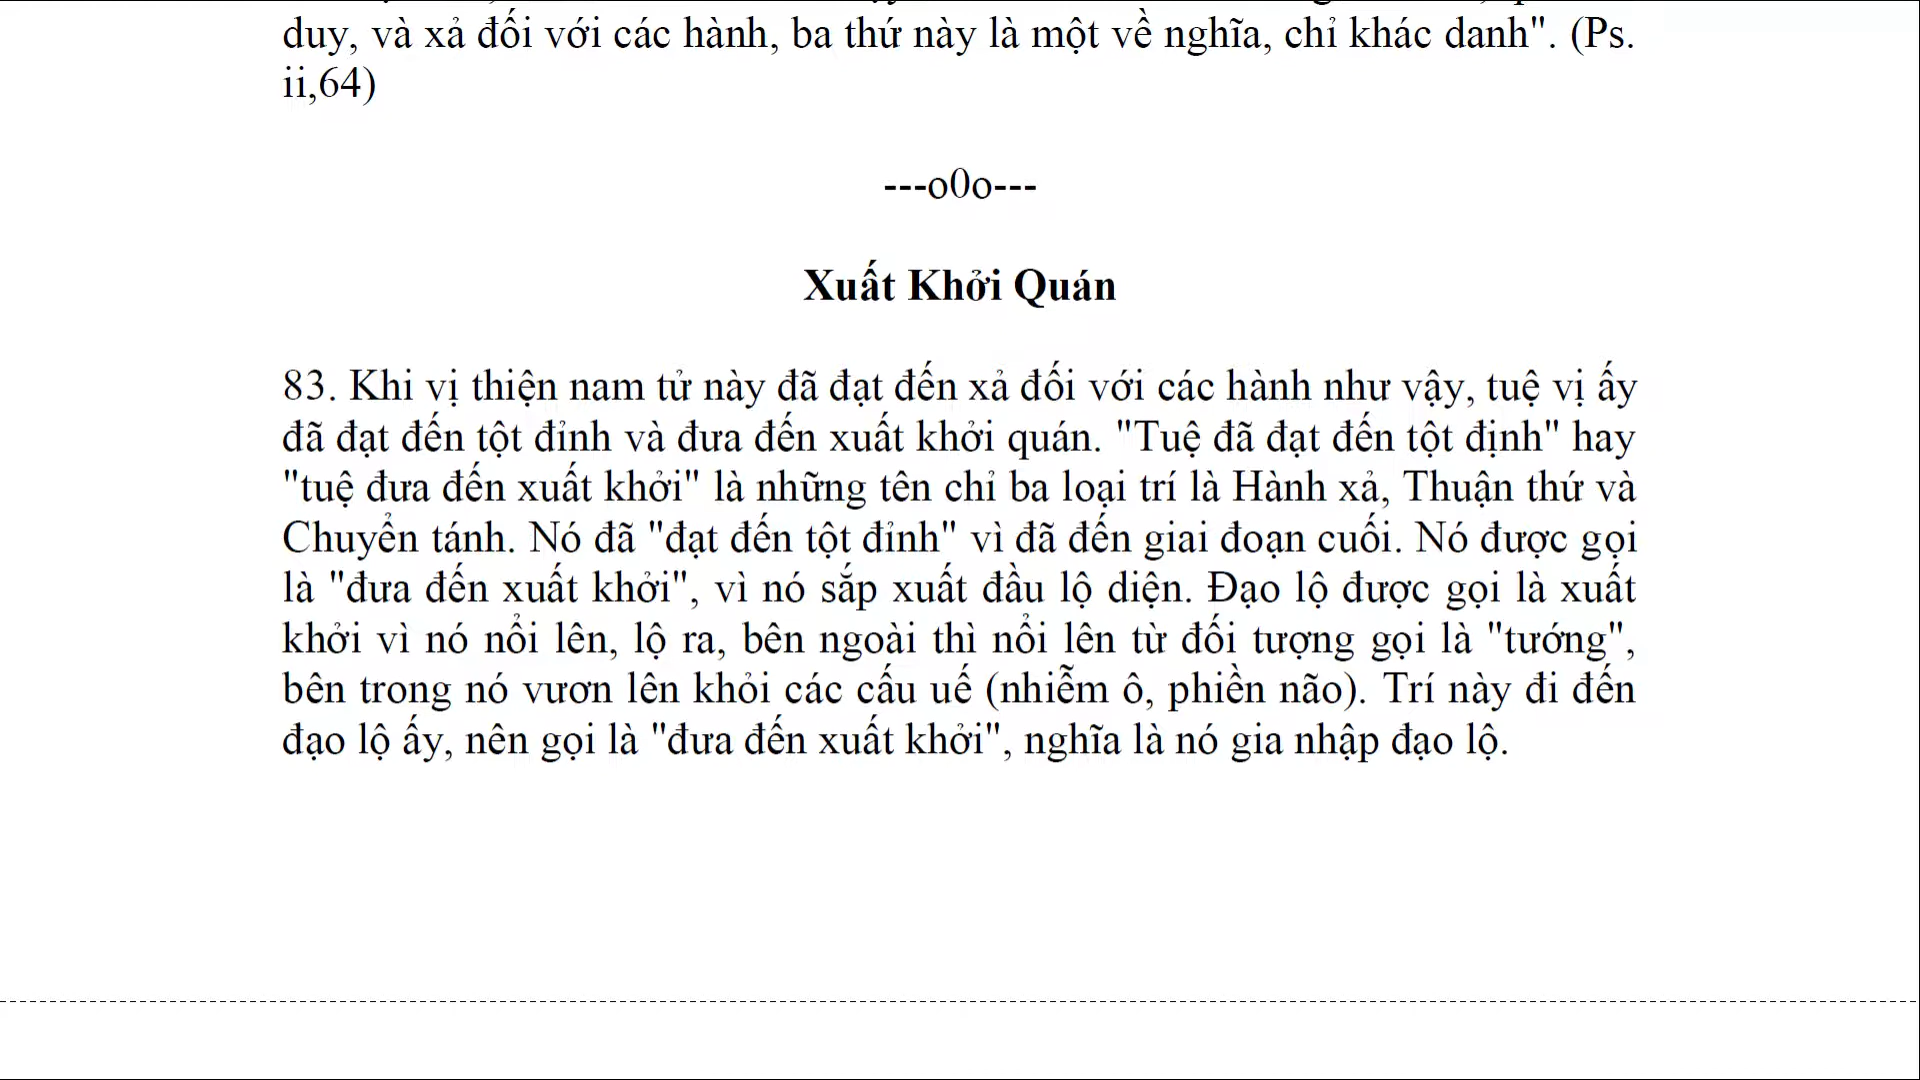 duy, và xả đối với các hành, ba thứ này là một về nghĩa, chỉ khác danh". (Ps.
ii,64)
---o0o---
Xuất Khởi Quán
83. Khi vị thiện nam tử này đã đạt đến xả đối với các hành như vậy, tuệ vị ấy
đã đạt đến tột đỉnh và đưa đến xuất khởi quán. "Tuệ đã đạt đến tột định" hay
"tuệ đưa đến xuất khởi" là những tên chỉ ba loại trí là Hành xả, Thuận thứ và
Chuyển tánh. Nó đã "đạt đến tột đỉnh" vì đã đến giai đoạn cuối. Nó được gọi
là "đưa đến xuất khởi", vì nó sắp xuất đầu lộ diện. Đạo lộ được gọi là xuất
khởi vì nó nổi lên, lộ ra, bên ngoài thì nổi lên từ đối tượng gọi là "tướng",
bên trong nó vươn lên khỏi các cấu uế (nhiễm ô, phiền não). Trí này đi đến
đạo lộ ấy, nên gọi là "đưa đến xuất khởi", nghĩa là nó gia nhập đạo lộ.